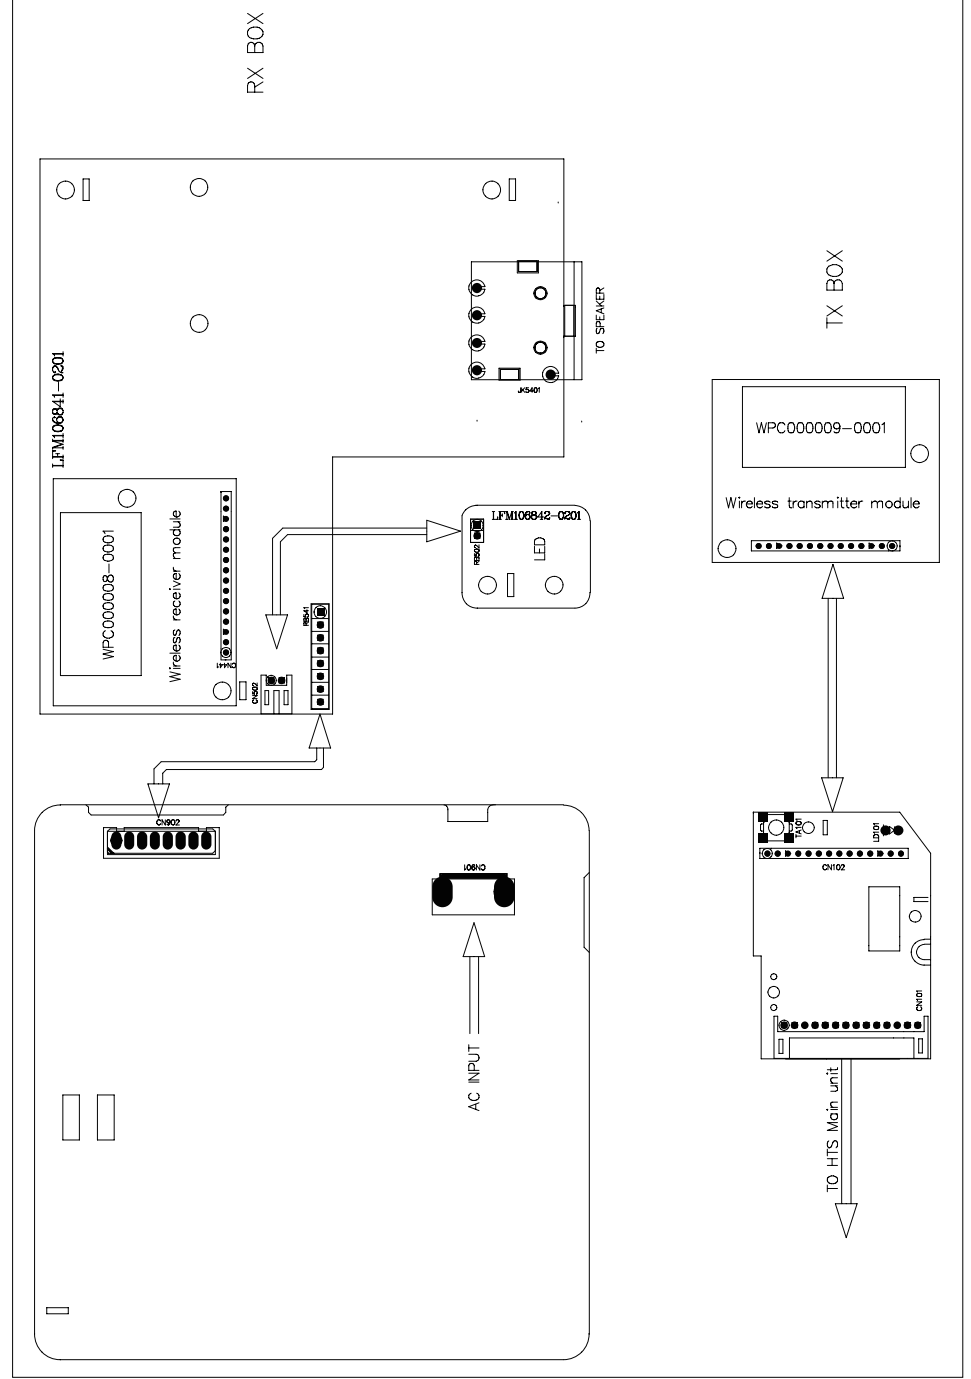 RX BOX
LFM106841-0201
WPC000008-0001
Wireless receiver module
CN441
CN502
RB541
JK5401
TO SPEAKER
LFM106842-0201
RB502
LED
CN902
CN901
AC INPUT
TX BOX
WPC000009-0001
Wireless transmitter module
TA101
LD101
CN102
CN101
TO HTS Main unit